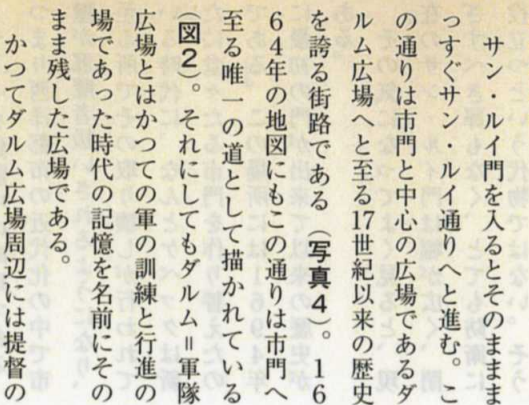 サン・ルイ門を入るとそのままま
っすぐサン・ルイ通りへと進む。こ
の通りは市門と中心の広場であるダ
ルム広場へと至る17世紀以来の歴史
を誇る街路である（写真4）。16
64年の地図にもこの通りは市門へ
至る唯一の道として描かれている
（図2）。それにしてもダルム＝軍隊
広場とはかつての軍の訓練と行進の
場であった時代の記憶を名前にその
まま残した広場である。
かつてダルム広場周辺には提督の